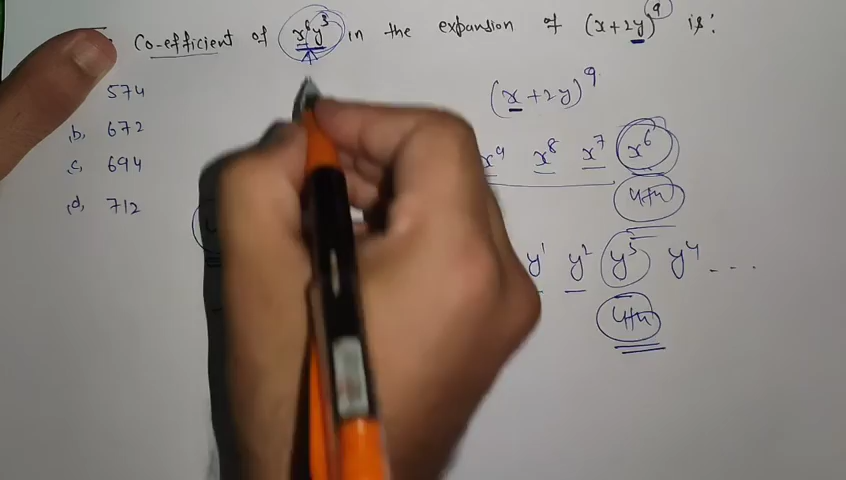 Co-efficient of x⁶y³ in the expansion of (x+2y)⁹ is:
574
,b, 672
,c, 694
,d, 712
(x+2y)⁹
x⁹ x⁸ x⁷ x⁶
4th
y¹ y² y³ y⁴ ....
4th